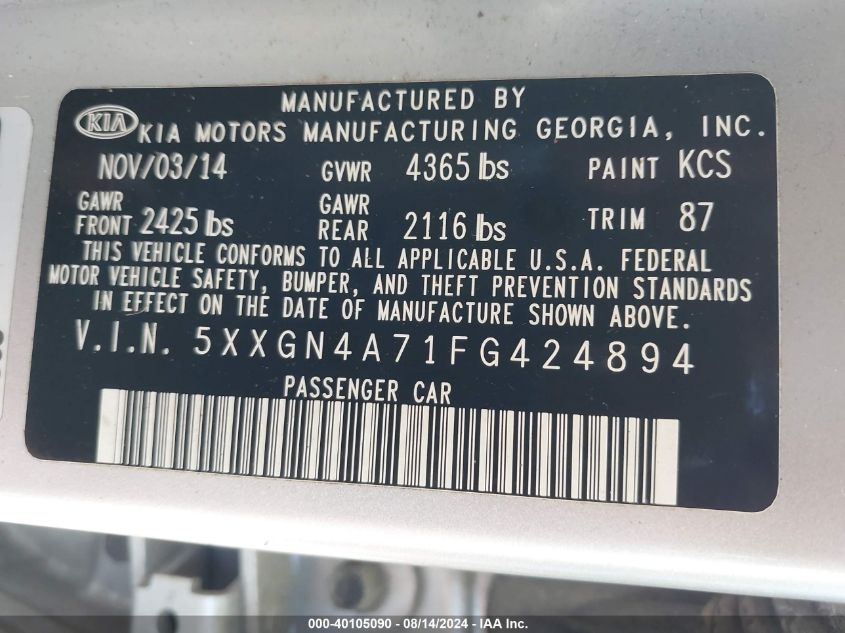 MANUFACTURED BY
KIA KIA MOTORS MANUFACTURING GEORGIA, INC.
NOV/03/14 GVWR 4365 lbs PAINT KCS
GAWR FRONT 2425 lbs GAWR REAR 2116 lbs TRIM 87
THIS VEHICLE CONFORMS TO ALL APPLICABLE U.S.A. FEDERAL
MOTOR VEHICLE SAFETY, BUMPER, AND THEFT PREVENTION STANDARDS
IN EFFECT ON THE DATE OF MANUFACTURE SHOWN ABOVE.
V.I.N. 5XXGN4A71FG424894
PASSENGER CAR
000-40105090 - 08/14/2024 - IAA Inc.